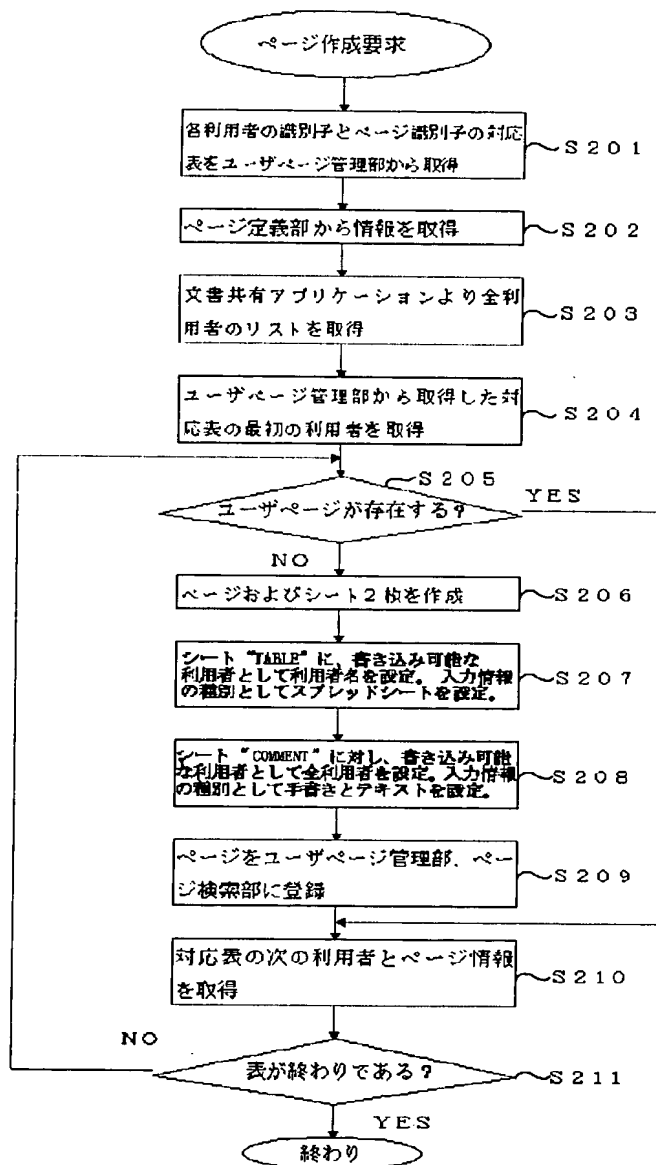 ページ作成要求
各利用者の識別子とページ識別子の対応
表をユーザページ管理部から取得
S201
ページ定義部から情報を取得
S202
文書共有アプリケーションより全利
用者のリストを取得
S203
ユーザページ管理部から取得した対
応表の最初の利用者を取得
S204
S205
ユーザページが存在する?
YES
NO
ページおよびシート2枚を作成
S206
シート“TABLE”に、書き込み可能な
利用者として利用者名を設定。入力情報
の種別としてスプレッドシートを設定。
S207
シート“COMMENT”に対し、書き込み可能
な利用者として全利用者を設定。入力情報
の種別として手書きとテキストを設定。
S208
ページをユーザページ管理部、ペー
ジ検索部に登録
S209
対応表の次の利用者とページ情報
を取得
S210
NO
表が終わりである?
S211
YES
終わり